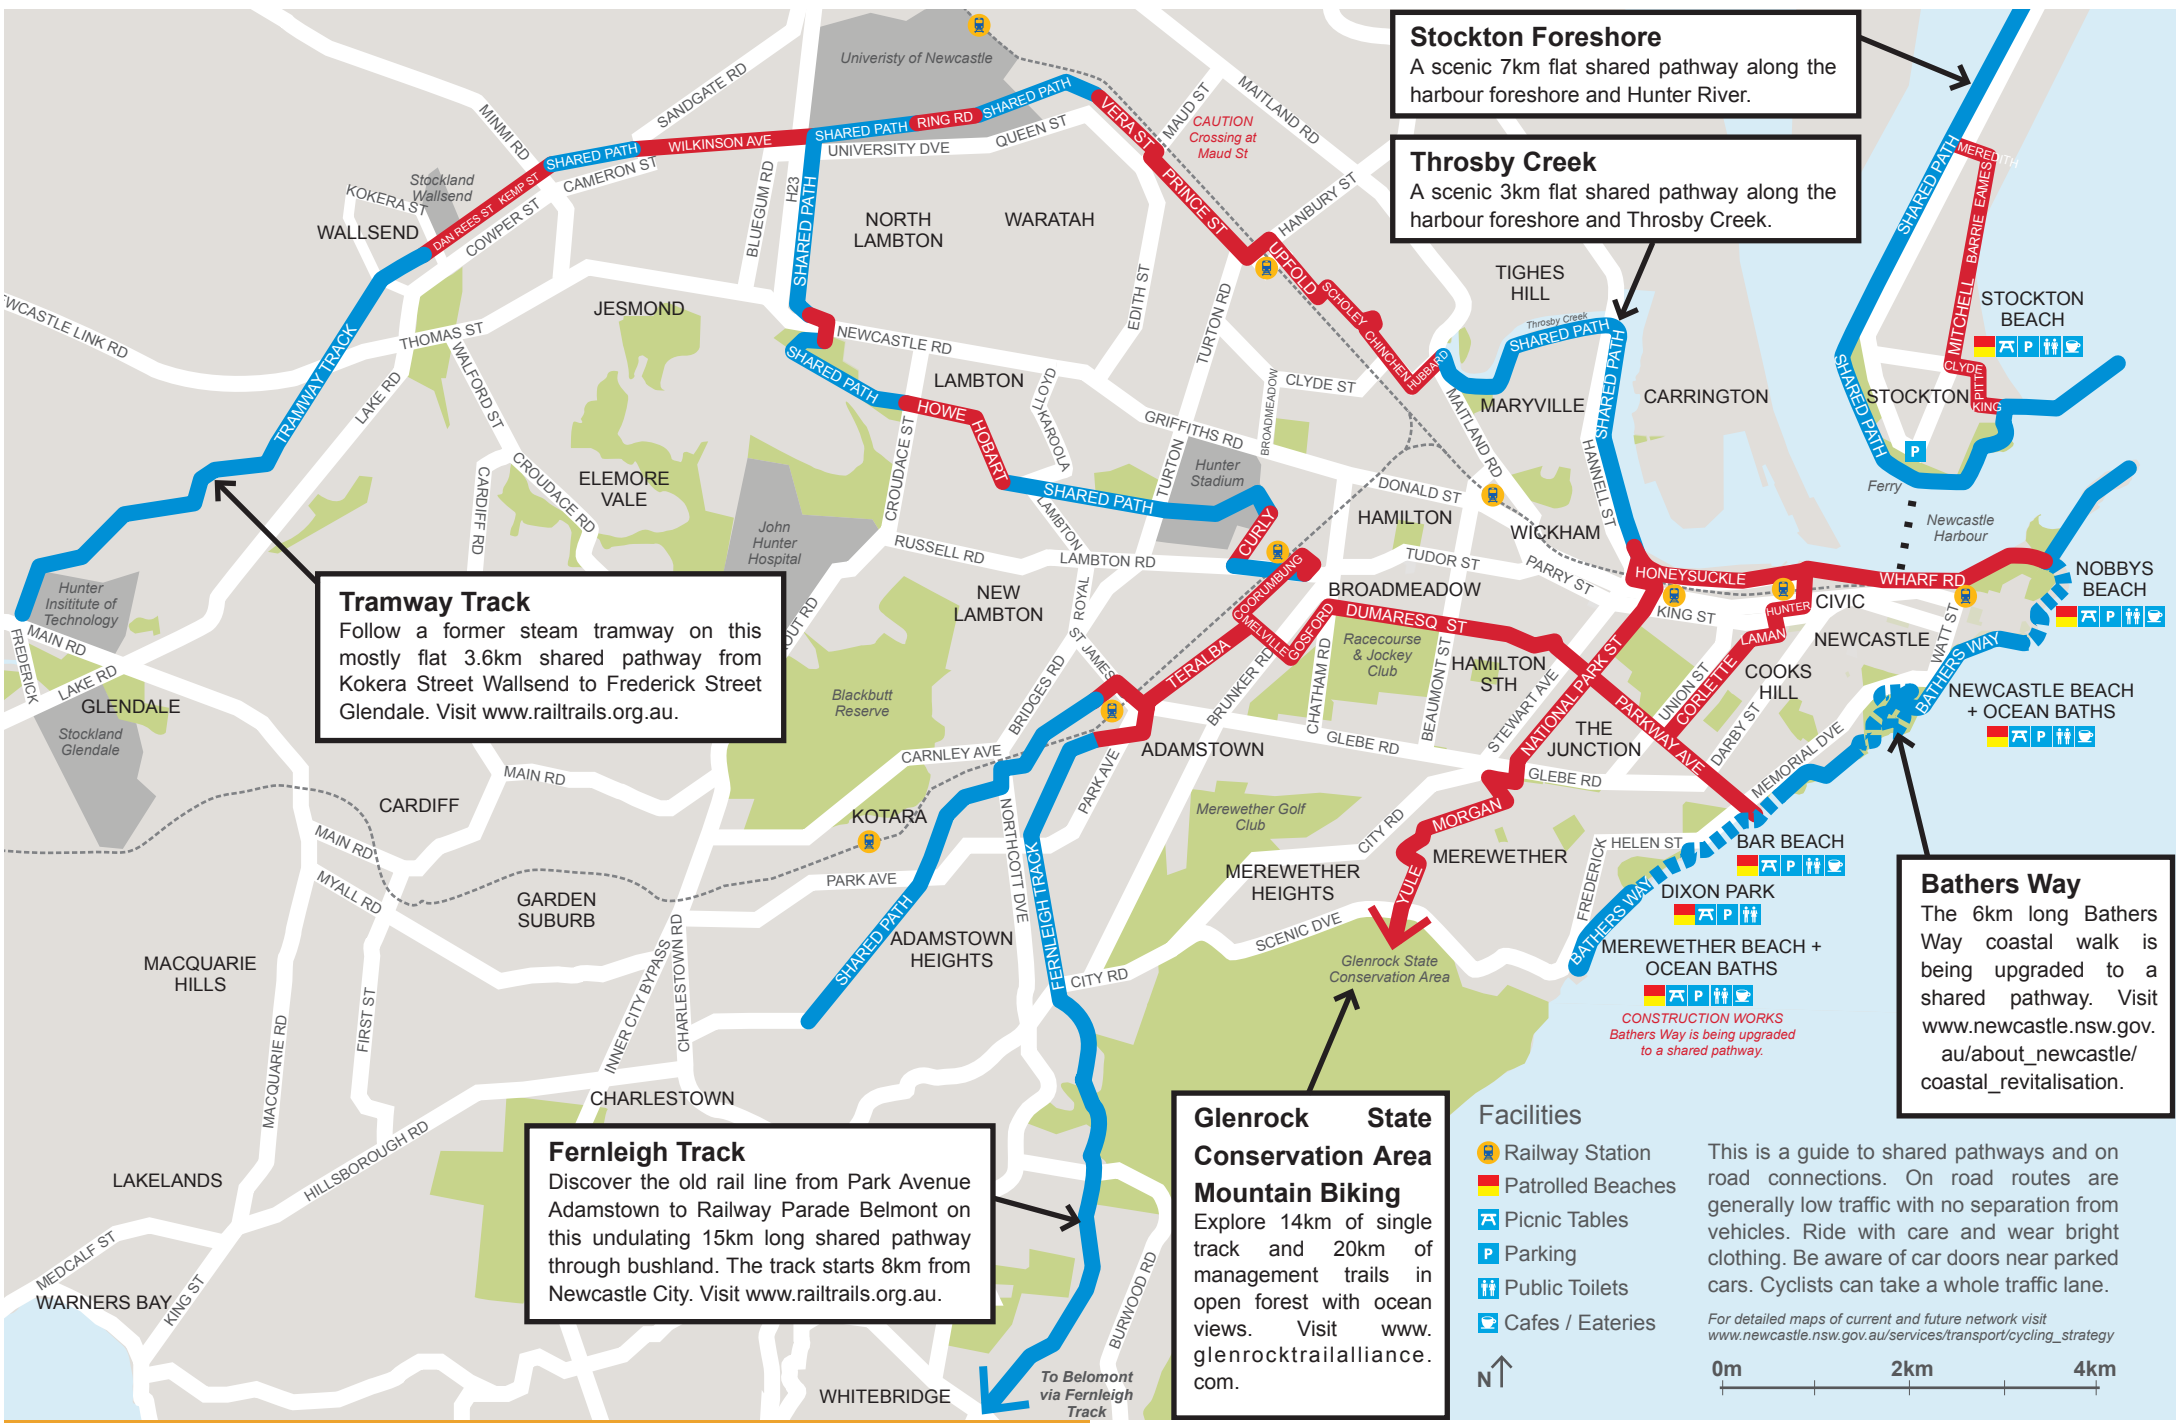 Univeristy of Newcastle
Stockton Foreshore
A scenic 7km flat shared pathway along the
harbour foreshore and Hunter River.
Throsby Creek
A scenic 3km flat shared pathway along the
harbour foreshore and Throsby Creek.
MINMI RD
SANDGATE RD
MAITLAND RD
MAUD ST
CAUTION
Crossing at
Maud St
SHARED PATH
WILKINSON AVE
SHARED PATH
RING RD
SHARED PATH
VERA ST
UNIVERSITY DVE
QUEEN ST
CAMERON ST
Stockland
Wallsend
KOKERA ST
DAN REES ST
KEMP ST
COWPER ST
WALLSEND
BLUEGUM RD
H23
SHARED PATH
NORTH
LAMBTON
WARATAH
PRINCE ST
HANBURY ST
UPFOLD
SCHOLEY
CHINCHEN
HUBBARD
TIGHES
HILL
Throsby Creek
SHARED PATH
SHARED PATH
MEREDITH
BARRIE EAMES
MITCHELL
SHARED PATH
STOCKTON
BEACH
P
CLYDE
PITT
KING
STOCKTON
SHARED PATH
P
Ferry
Newcastle
Harbour
EWCASTLE LINK RD
THOMAS ST
TRAMWAY TRACK
LAKE RD
WALFORD ST
CROUDACE RD
CARDIFF RD
JESMOND
NEWCASTLE RD
SHARED PATH
LAMBTON
EDITH ST
TURTON RD
LLOYD
KAROOLA
GRIFFITHS RD
BROADMEADOW
CLYDE ST
MAITLAND RD
MARYVILLE
SHARED PATH
CARRINGTON
HANNELL ST
HOWE
HOBART
CROUDACE ST
SHARED PATH
TURTON
Hunter
Stadium
CURLY
DONALD ST
HAMILTON
WICKHAM
ELEMORE
VALE
John
Hunter
Hospital
RUSSELL RD
LAMBTON
LAMBTON RD
NEW
LAMBTON
ROYAL
ST JAMES
TUDOR ST
PARRY ST
BROADMEADOW
HONEYSUCKLE
KING ST
WHARF RD
HUNTER
CIVIC
LAMAN
NEWCASTLE
WATT ST
NOBBYS
BEACH
P
BATHERS WAY
NEWCASTLE BEACH
+ OCEAN BATHS
P
Hunter
Insititute of
Technology
MAIN RD
FREDERICK
LAKE RD
GLENDALE
Stockland
Glendale
Tramway Track
Follow a former steam tramway on this
mostly flat 3.6km shared pathway from
Kokera Street Wallsend to Frederick Street
Glendale. Visit www.railtrails.org.au.
OUT RD
Blackbutt
Reserve
BRIDGES RD
TERALBA
MELVILLE
GOSFORD
DUMARESQ ST
Racecourse
& Jockey
Club
CHATHAM RD
BEAUMONT ST
HAMILTON
STH
STEWART AVE
NATIONAL PARK ST
UNION ST
CORLETTE
COOKS
HILL
DARBY ST
PARKWAY AVE
THE
JUNCTION
MEMORIAL DVE
BRUNKER RD
ADAMSTOWN
GLEBE RD
GLEBE RD
CARNLEY AVE
MAIN RD
CARDIFF
KOTARA
PARK AVE
NORTHCOTT DVE
FERNLEIGH TRACK
Merewether Golf
Club
CITY RD
MORGAN
YULE
MEREWETHER
MEREWETHER
HEIGHTS
SCENIC DVE
FREDERICK
HELEN ST
BAR BEACH
P
DIXON PARK
P
BATHERS WAY
MEREWETHER BEACH +
OCEAN BATHS
P
CONSTRUCTION WORKS
Bathers Way is being upgraded
to a shared pathway.
Bathers Way
The 6km long Bathers
Way coastal walk is
being upgraded to a
shared pathway. Visit
www.newcastle.nsw.gov.
au/about_newcastle/
coastal_revitalisation.
MAIN RD
MYALL RD
GARDEN
SUBURB
PARK AVE
SHARED PATH
ADAMSTOWN
HEIGHTS
CITY RD
Glenrock State
Conservation Area
MACQUARIE
HILLS
FIRST ST
MACQUARIE RD
INNER CITY BYPASS
CHARLESTOWN RD
CHARLESTOWN
HILLSBOROUGH RD
LAKELANDS
MEDCALF ST
WARNERS BAY
KING ST
Fernleigh Track
Discover the old rail line from Park Avenue
Adamstown to Railway Parade Belmont on
this undulating 15km long shared pathway
through bushland. The track starts 8km from
Newcastle City. Visit www.railtrails.org.au.
BURWOOD RD
WHITEBRIDGE
To Belomont
via Fernleigh
Track
Glenrock State
Conservation Area
Mountain Biking
Explore 14km of single
track and 20km of
management trails in
open forest with ocean
views. Visit www.
glenrocktrailalliance.
com.
Facilities
Railway Station
Patrolled Beaches
Picnic Tables
P Parking
Public Toilets
Cafes / Eateries
N
This is a guide to shared pathways and on
road connections. On road routes are
generally low traffic with no separation from
vehicles. Ride with care and wear bright
clothing. Be aware of car doors near parked
cars. Cyclists can take a whole traffic lane.
For detailed maps of current and future network visit
www.newcastle.nsw.gov.au/services/transport/cycling_strategy
0m 2km 4km